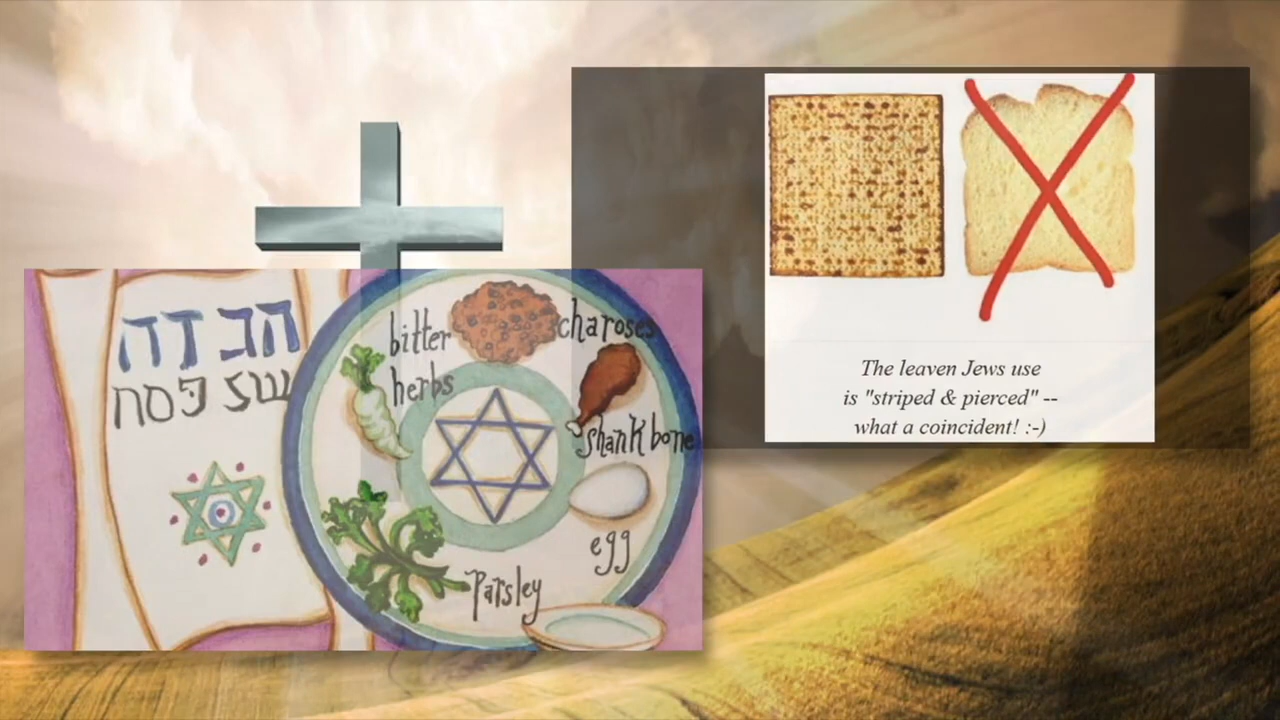 הגדה
של פסח
bitter
herbs
charoses
shank bone
egg
Parsley
The leaven Jews use
is "striped & pierced" --
what a coincident! :-)